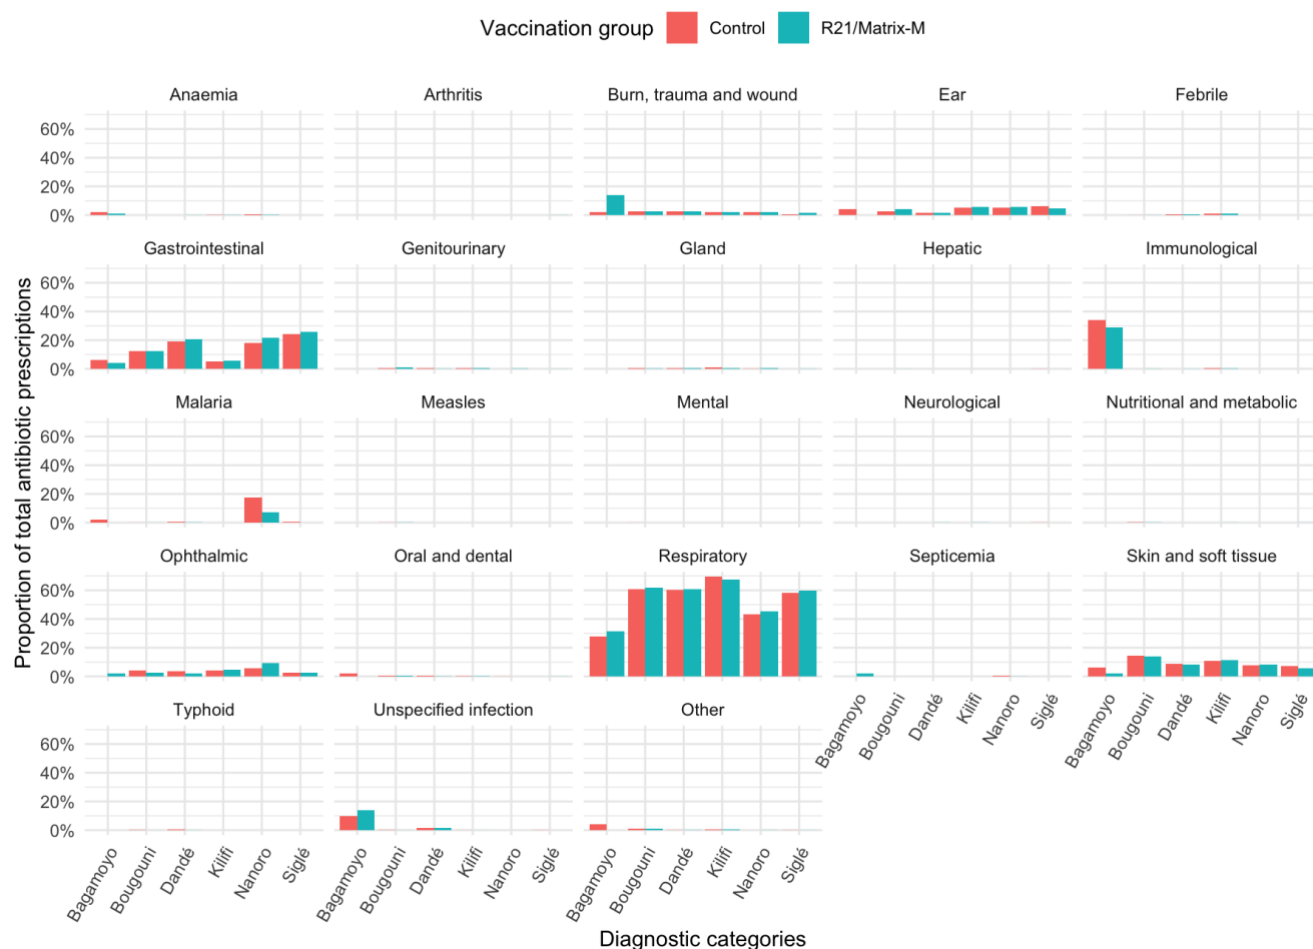 Vaccination group Control R21/Matrix-M
Anaemia Arthritis Burn, trauma and wound Ear Febrile
60%
40%
20%
0%
Gastrointestinal Genitourinary Gland Hepatic Immunological
60%
40%
20%
0%
Malaria Measles Mental Neurological Nutritional and metabolic
60%
40%
20%
0%
Ophthalmic Oral and dental Respiratory Septicemia Skin and soft tissue
60%
40%
20%
0%
Bagamoyo Bougouni Dandé Kilifi Nanoro Siglé Bagamoyo Bougouni Dandé Kilifi Nanoro Siglé
Typhoid Unspecified infection Other
60%
40%
20%
0%
Bagamoyo Bougouni Dandé Kilifi Nanoro Siglé Bagamoyo Bougouni Dandé Kilifi Nanoro Siglé Bagamoyo Bougouni Dandé Kilifi Nanoro Siglé
Proportion of total antibiotic prescriptions
Diagnostic categories